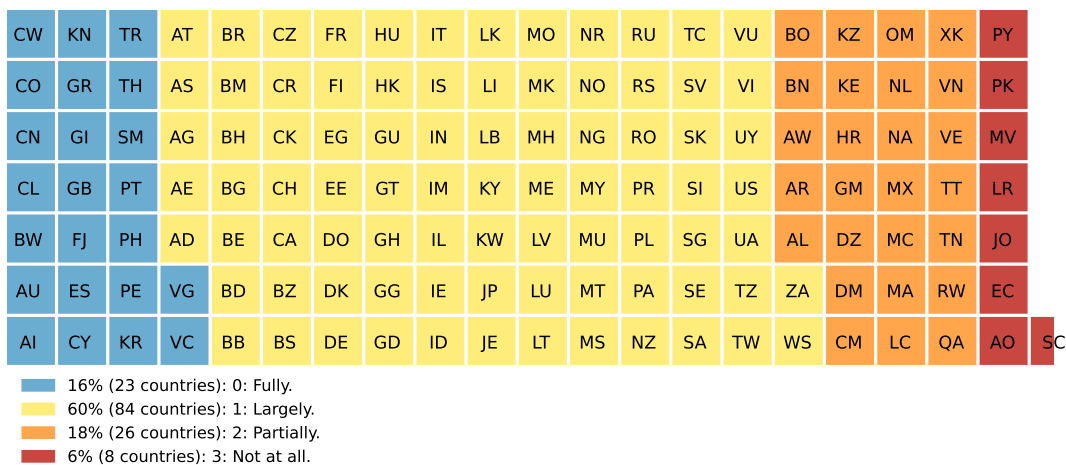 CW KN TR AT BR CZ FR HU IT LK MO NR RU TC VU BO KZ OM XK PY
CO GR TH AS BM CR FI HK IS LI MK NO RS SV VI BN KE NL VN PK
CN GI SM AG BH CK EG GU IN LB MH NG RO SK UY AW HR NA VE MV
CL GB PT AE BG CH EE GT IM KY ME MY PR SI US AR GM MX TT LR
BW FJ PH AD BE CA DO GH IL KW LV MU PL SG UA AL DZ MC TN JO
AU ES PE VG BD BZ DK GG IE JP LU MT PA SE TZ ZA DM MA RW EC
AI CY KR VC BB BS DE GD ID JE LT MS NZ SA TW WS CM LC QA AO SC
16% (23 countries): 0: Fully.
60% (84 countries): 1: Largely.
18% (26 countries): 2: Partially.
6% (8 countries): 3: Not at all.